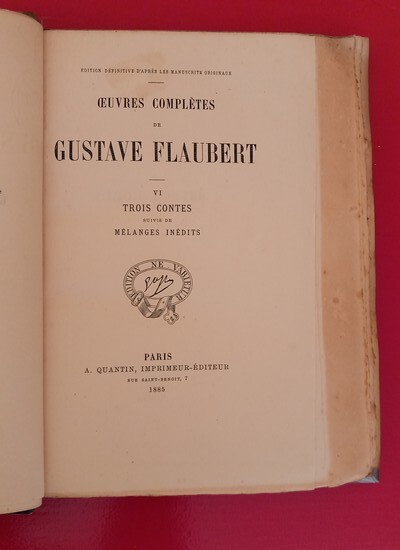 ÉDITION DÉFINITIVE D'APRÈS LES MANUSCRITS ORIGINAUX
ŒUVRES COMPLÈTES
DE
GUSTAVE FLAUBERT
VI
TROIS CONTES
SUIVIS DE
MÉLANGES INÉDITS
ÉDITION NE VARIETUR
PARIS
A. QUANTIN, IMPRIMEUR-ÉDITEUR
RUE SAINT-BENOIT, 7
1885